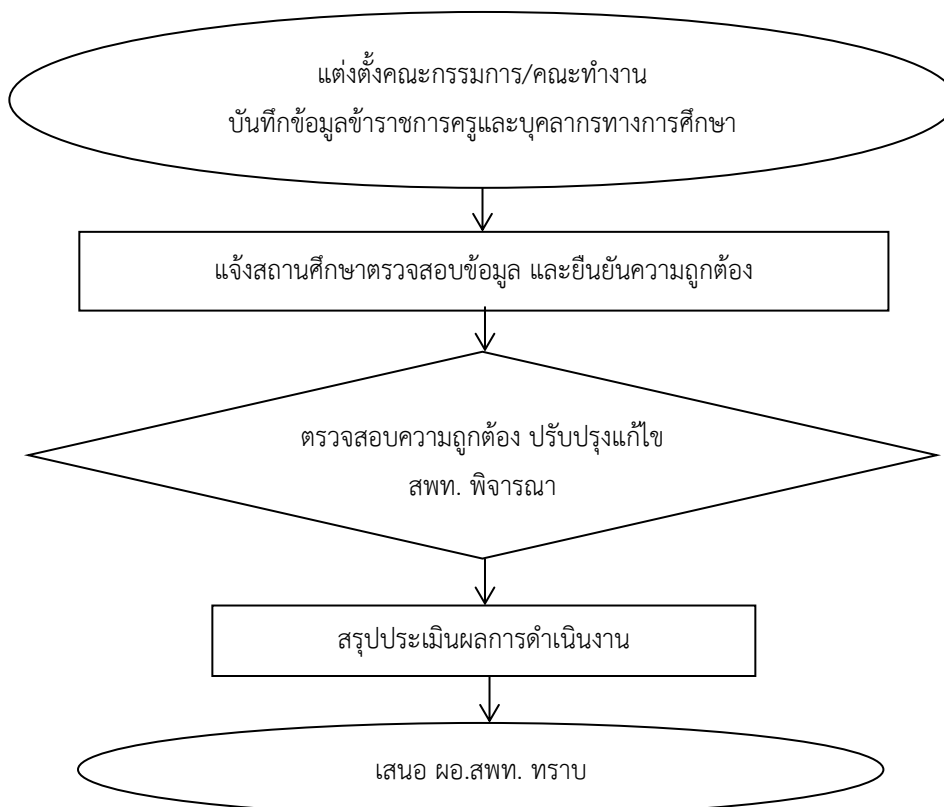 แต่งตั้งคณะกรรมการ/คณะทำงาน
บันทึกข้อมูลข้าราชการครูและบุคลากรทางการศึกษา
แจ้งสถานศึกษาตรวจสอบข้อมูล และยืนยันความถูกต้อง
ตรวจสอบความถูกต้อง ปรับปรุงแก้ไข
สพท. พิจารณา
สรุปประเมินผลการดำเนินงาน
เสนอ ผอ.สพท. ทราบ